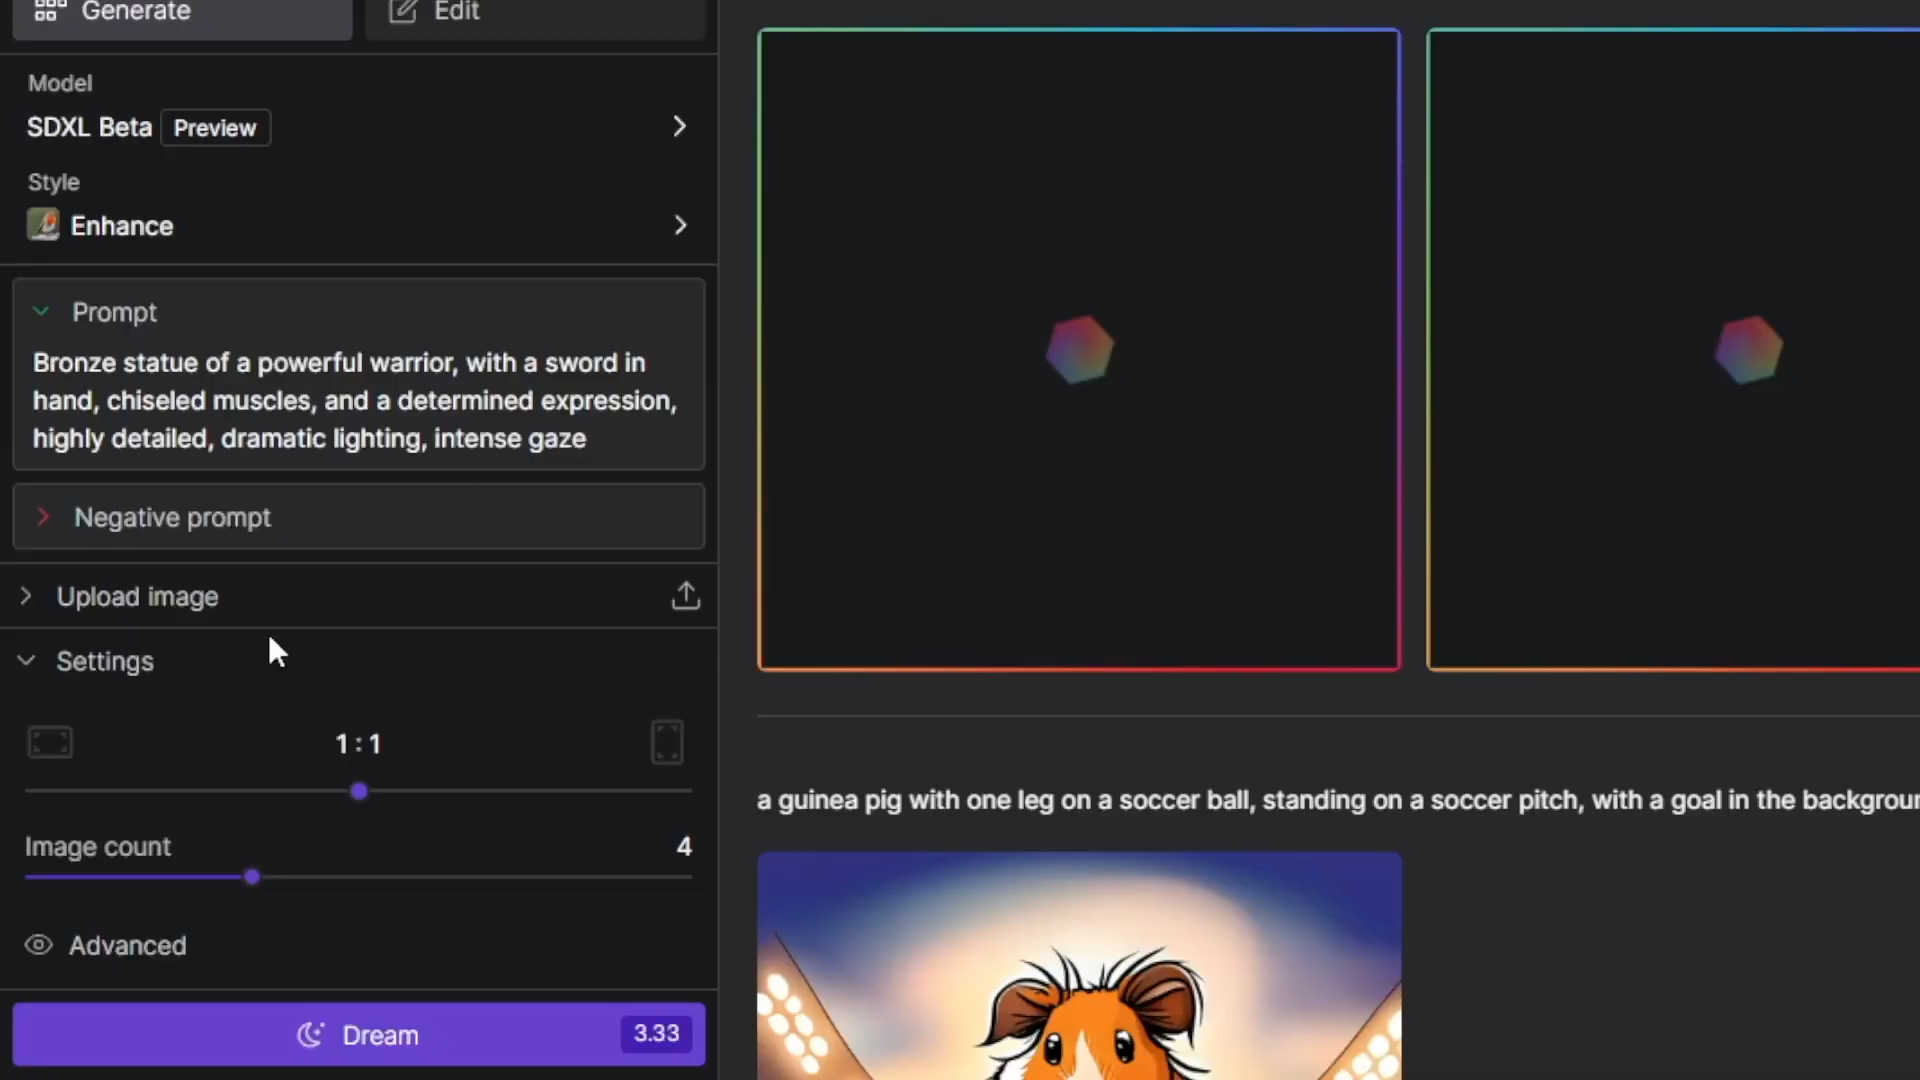 Generate
Edit
Model
SDXL Beta Preview
Style
Enhance
Prompt
Bronze statue of a powerful warrior, with a sword in
hand, chiseled muscles, and a determined expression,
highly detailed, dramatic lighting, intense gaze
Negative prompt
Upload image
Settings
1 : 1
Image count 4
Advanced
Dream 3.33
a guinea pig with one leg on a soccer ball, standing on a soccer pitch, with a goal in the